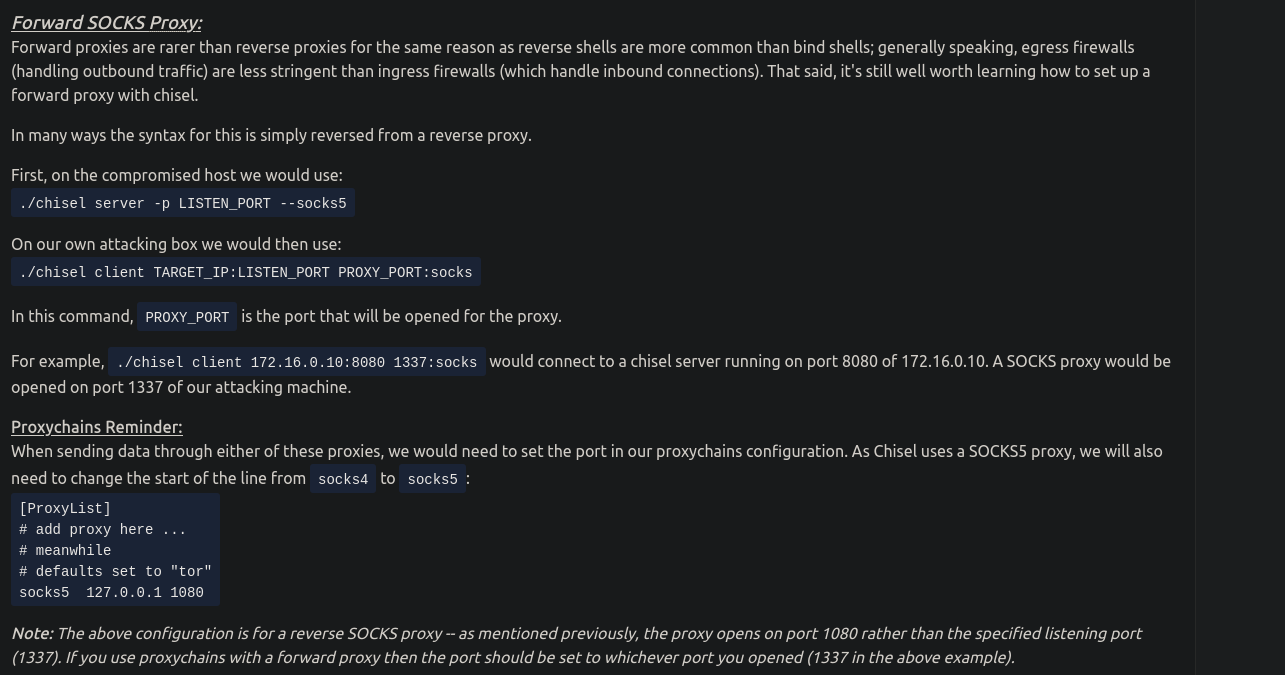 Forward SOCKS Proxy:
Forward proxies are rarer than reverse proxies for the same reason as reverse shells are more common than bind shells; generally speaking, egress firewalls
(handling outbound traffic) are less stringent than ingress firewalls (which handle inbound connections). That said, it's still well worth learning how to set up a
forward proxy with chisel.
In many ways the syntax for this is simply reversed from a reverse proxy.
First, on the compromised host we would use:
./chisel server -p LISTEN_PORT --socks5
On our own attacking box we would then use:
./chisel client TARGET_IP:LISTEN_PORT PROXY_PORT:socks
In this command, PROXY_PORT is the port that will be opened for the proxy.
For example, ./chisel client 172.16.0.10:8080 1337:socks would connect to a chisel server running on port 8080 of 172.16.0.10. A SOCKS proxy would be
opened on port 1337 of our attacking machine.
Proxychains Reminder:
When sending data through either of these proxies, we would need to set the port in our proxychains configuration. As Chisel uses a SOCKS5 proxy, we will also
need to change the start of the line from socks4 to socks5:
[ProxyList]
# add proxy here ...
# meanwhile
# defaults set to "tor"
socks5  127.0.0.1 1080
Note: The above configuration is for a reverse SOCKS proxy -- as mentioned previously, the proxy opens on port 1080 rather than the specified listening port
(1337). If you use proxychains with a forward proxy then the port should be set to whichever port you opened (1337 in the above example).